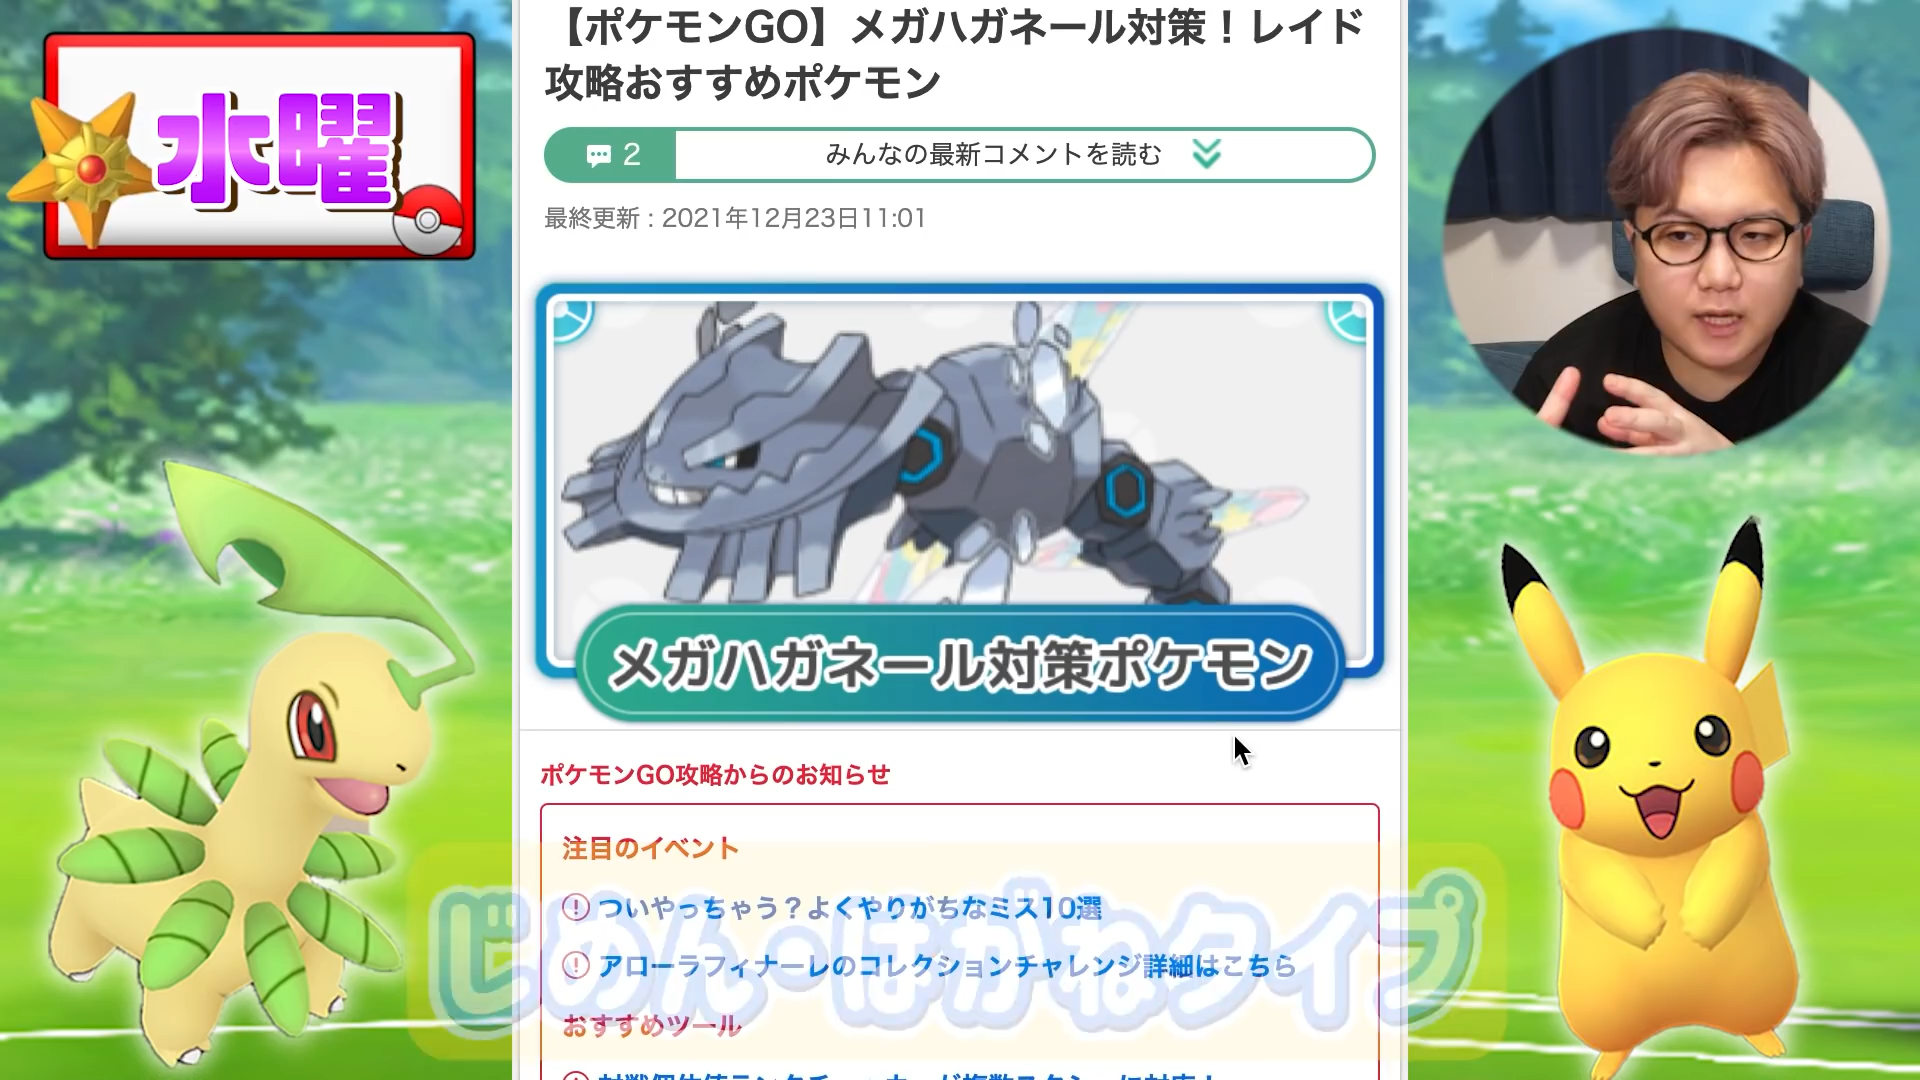 水曜
【ポケモンGO】メガハガネール対策！レイド
攻略おすすめポケモン
2
みんなの最新コメントを読む
最終更新 : 2021年12月23日11:01
メガハガネール対策ポケモン
ポケモンGO攻略からのお知らせ
注目のイベント
ついやっちゃう？よくやりがちなミス10選
アローラフィナーレのコレクションチャレンジ詳細はこちら
じめん・はがねタイプ
おすすめツール